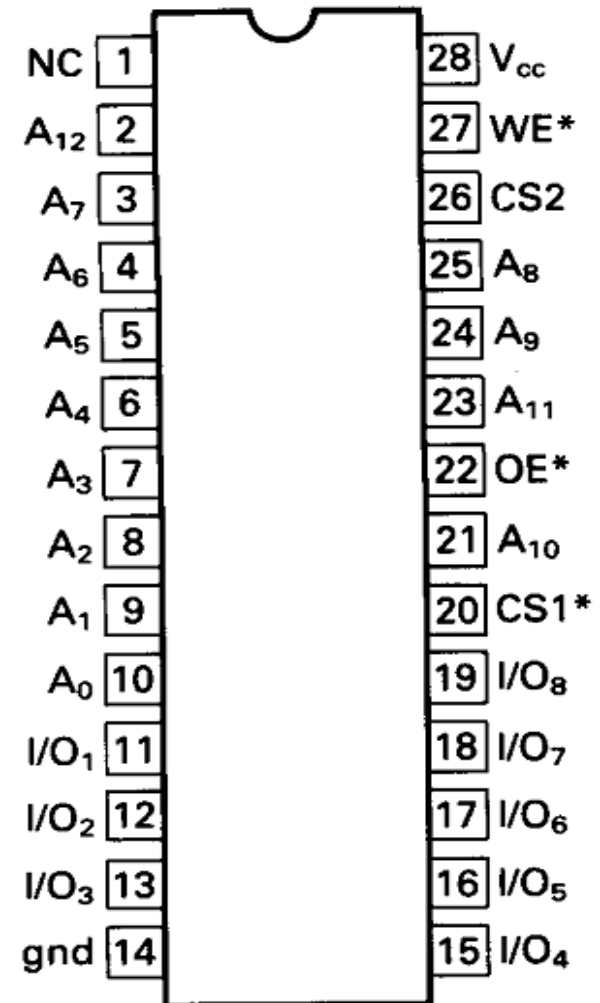 NC 1 28 V_cc
A₁₂ 2 27 WE*
A₇ 3 26 CS2
A₆ 4 25 A₈
A₅ 5 24 A₉
A₄ 6 23 A₁₁
A₃ 7 22 OE*
A₂ 8 21 A₁₀
A₁ 9 20 CS1*
A₀ 10 19 I/O₈
I/O₁ 11 18 I/O₇
I/O₂ 12 17 I/O₆
I/O₃ 13 16 I/O₅
gnd 14 15 I/O₄